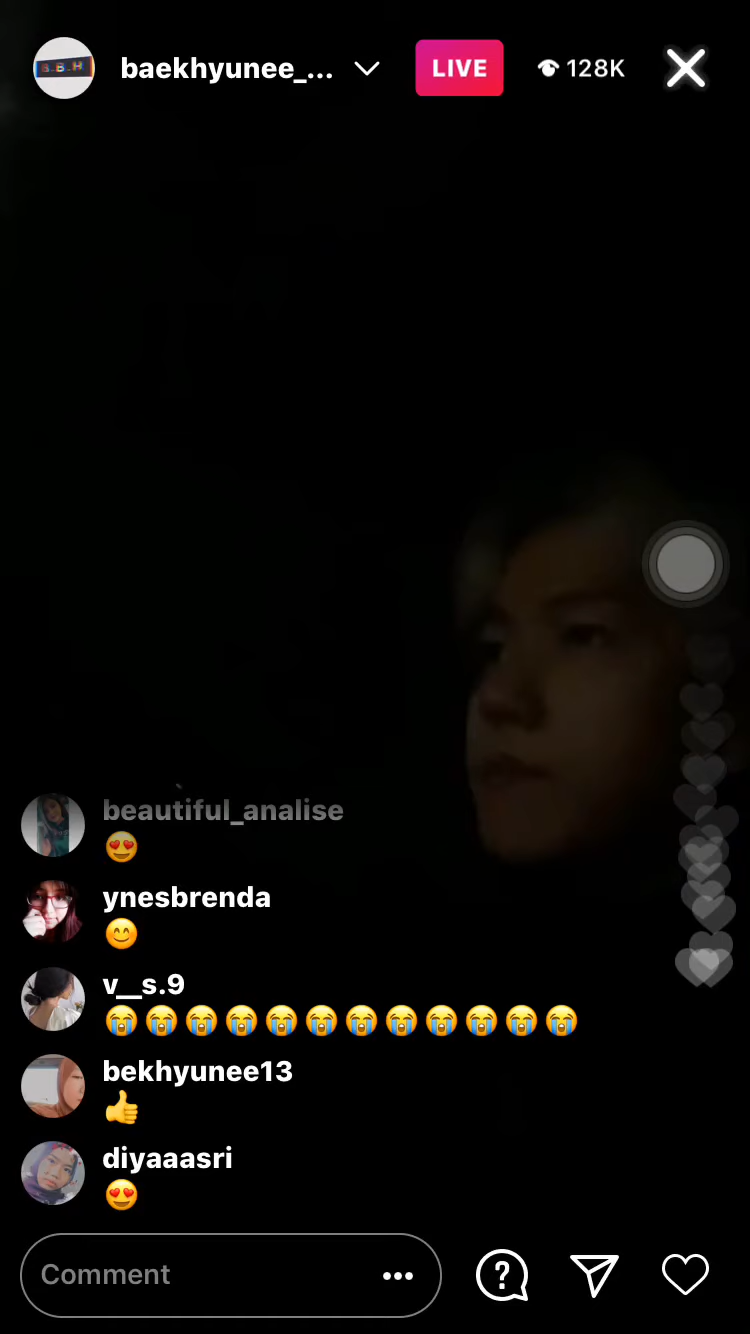 B.B.H
baekhyunee_...
LIVE
128K
beautiful_analise
😍
ynesbrenda
😊
v__s.9
😭😭😭😭😭😭😭😭😭😭😭😭
bekhyunee13
👍
diyaaasri
😍
Comment